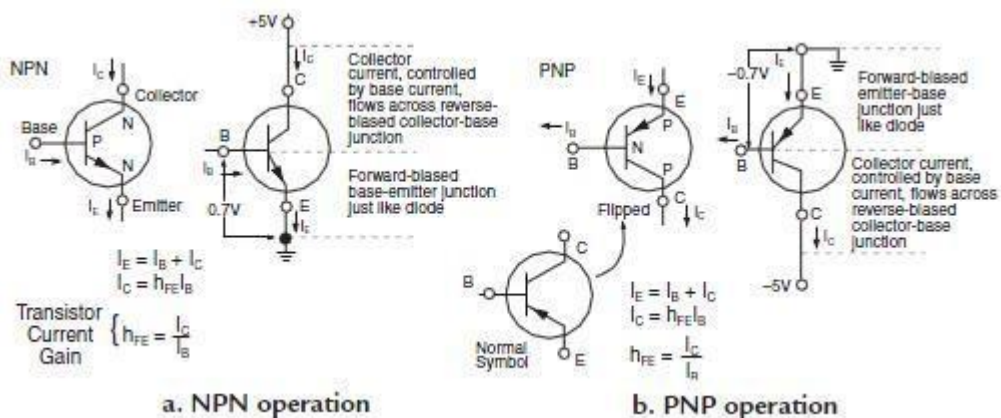 NPN
I_C
Collector
N
Base
P
I_B
N
I_E
Emitter
+5V
I_C
C
B
I_B
0.7V
E
I_E
Collector
current, controlled
by base current,
flows across reverse-
biased collector-base
junction
Forward-biased
base-emitter junction
just like diode
I_E = I_B + I_C
I_C = h_FE I_B
Transistor
Current
Gain
{ h_FE = I_C / I_B
a. NPN operation
PNP
I_E
E
P
I_B
B
N
P
C
I_C
Flipped
C
B
E
Normal
Symbol
−0.7V
I_E
E
I_B
B
C
I_C
−5V
Forward-biased
emitter-base
junction just
like diode
Collector current,
controlled by base
current, flows across
reverse-biased
collector-base
junction
I_E = I_B + I_C
I_C = h_FE I_B
h_FE = I_C / I_B
b. PNP operation